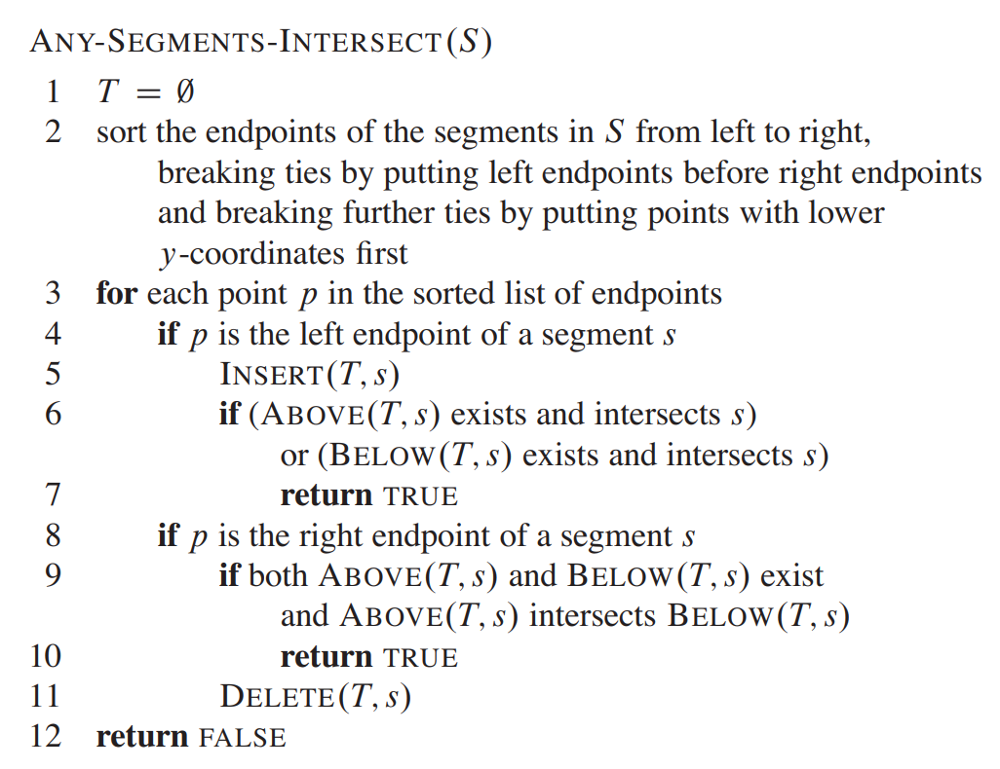 ANY-SEGMENTS-INTERSECT(S)
1 T = ∅
2 sort the endpoints of the segments in S from left to right,
breaking ties by putting left endpoints before right endpoints
and breaking further ties by putting points with lower
y-coordinates first
3 for each point p in the sorted list of endpoints
4 if p is the left endpoint of a segment s
5 INSERT(T, s)
6 if (ABOVE(T, s) exists and intersects s)
or (BELOW(T, s) exists and intersects s)
7 return TRUE
8 if p is the right endpoint of a segment s
9 if both ABOVE(T, s) and BELOW(T, s) exist
and ABOVE(T, s) intersects BELOW(T, s)
10 return TRUE
11 DELETE(T, s)
12 return FALSE